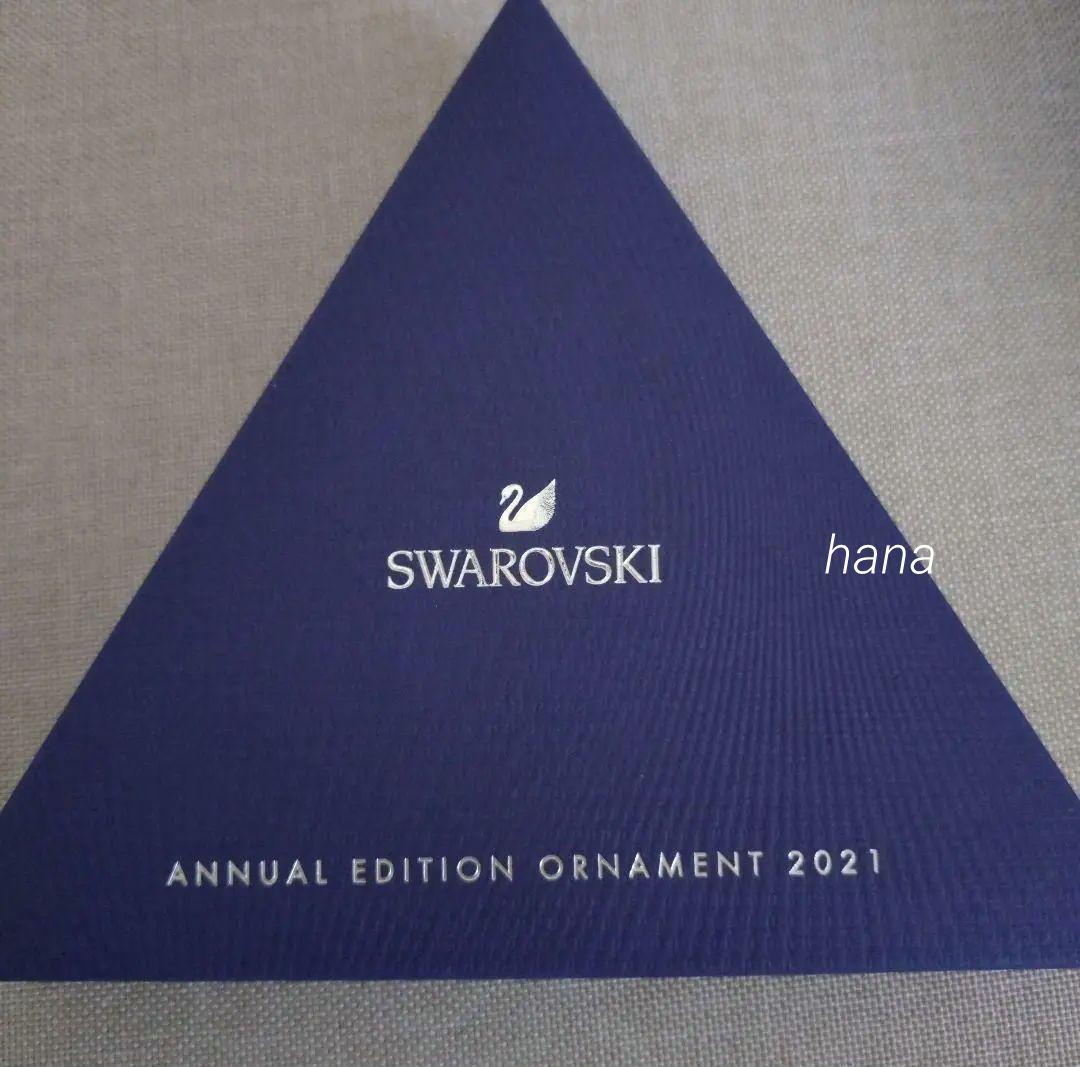 SWAROVSKI
hana
ANNUAL EDITION ORNAMENT 2021